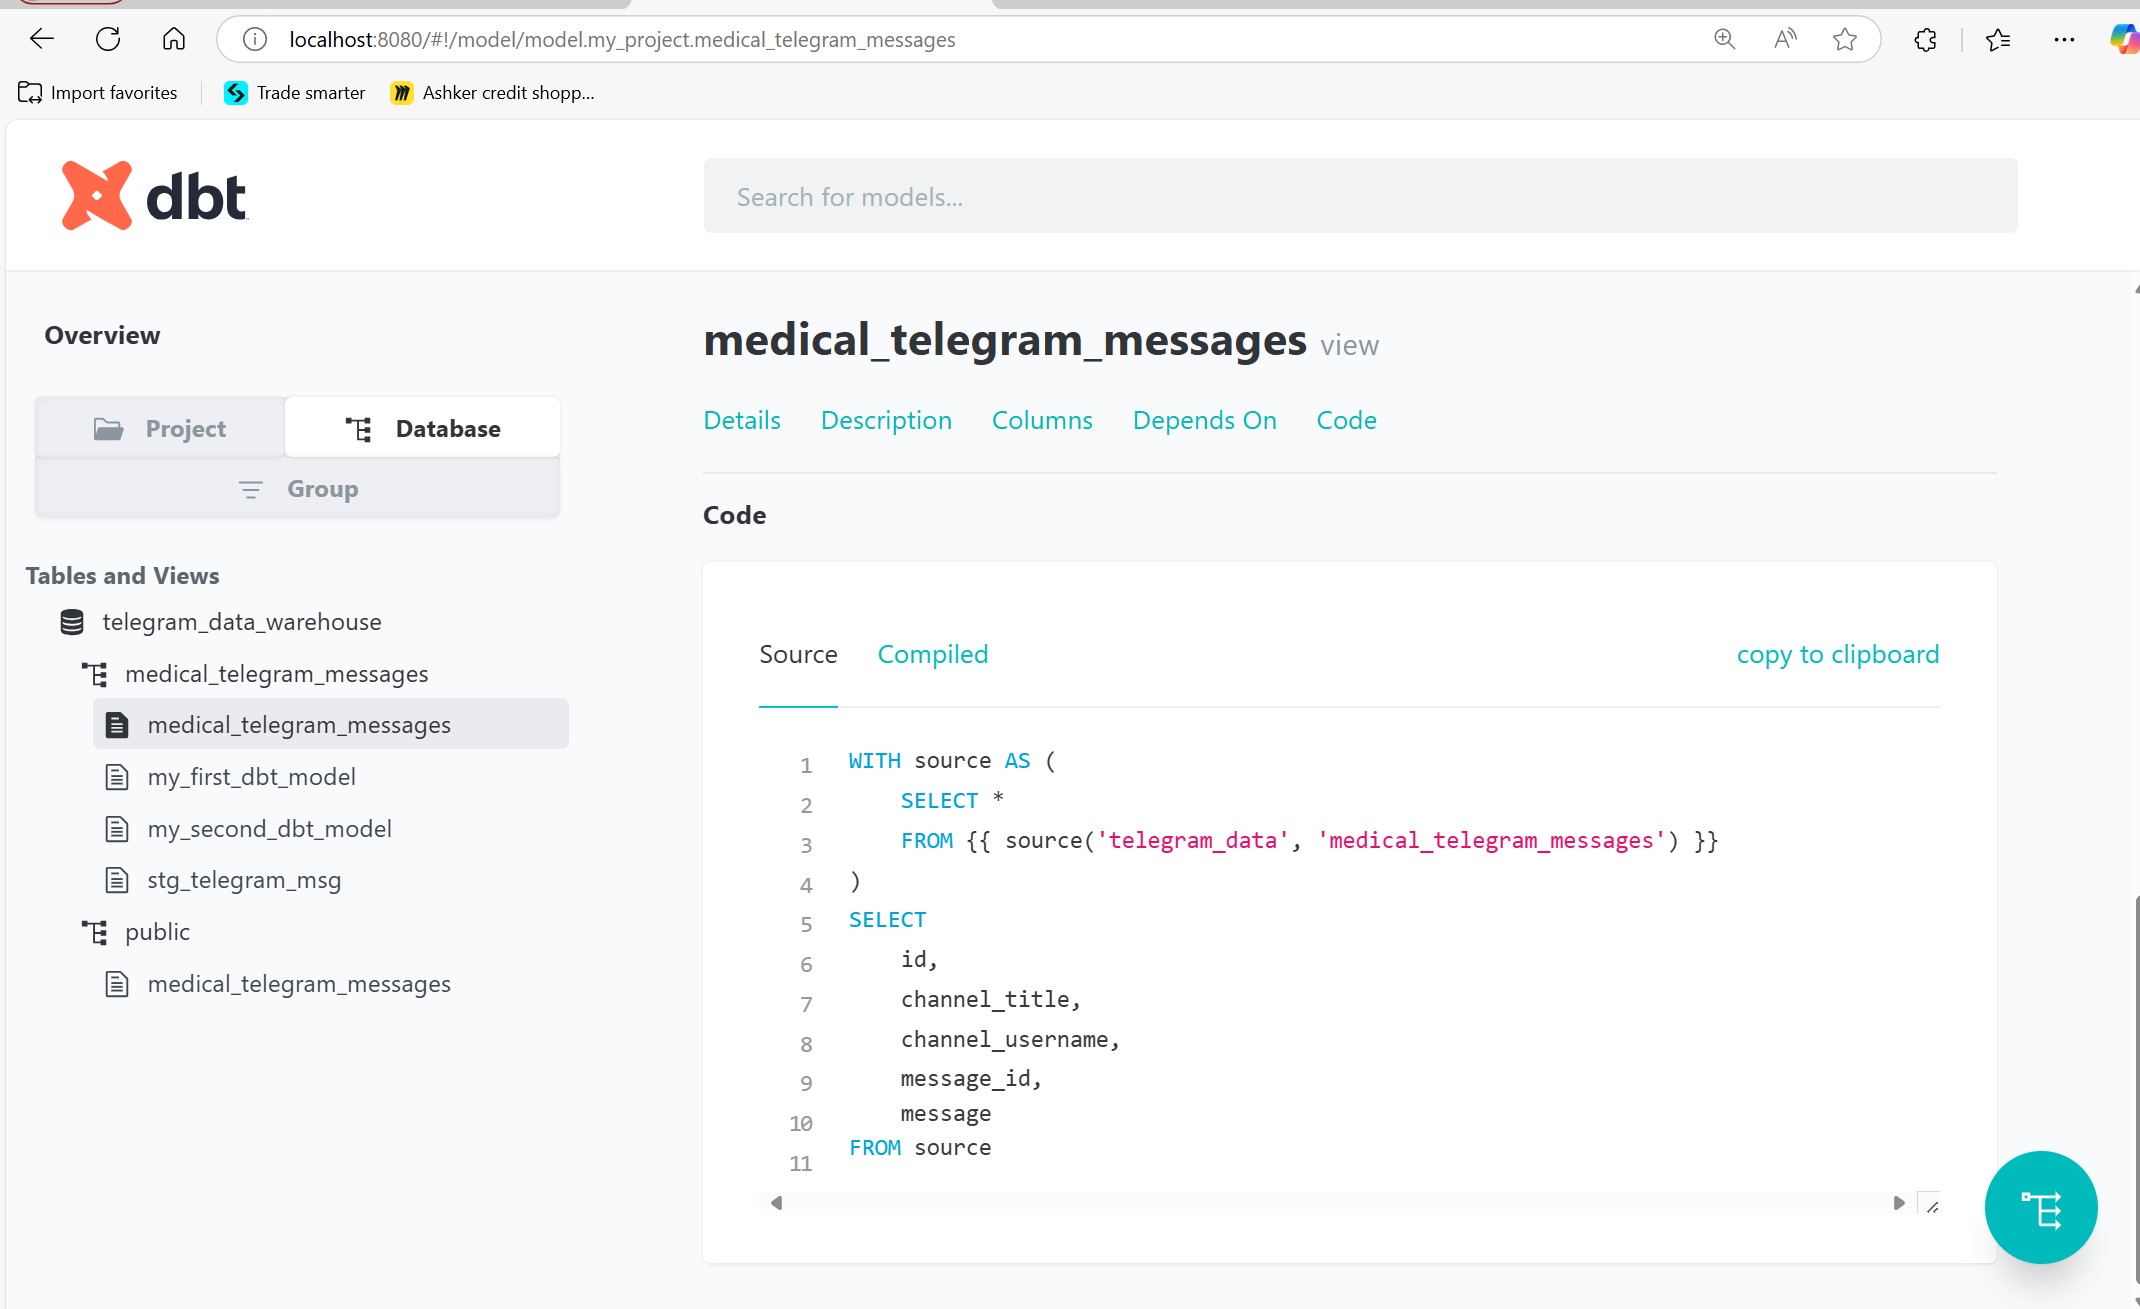 localhost:8080/#!/model/model.my_project.medical_telegram_messages
Import favorites
Trade smarter
Ashker credit shopp...
dbt
Search for models...
Overview
Project
Database
Group
Tables and Views
telegram_data_warehouse
medical_telegram_messages
medical_telegram_messages
my_first_dbt_model
my_second_dbt_model
stg_telegram_msg
public
medical_telegram_messages
medical_telegram_messages view
Details Description Columns Depends On Code
Code
Source Compiled copy to clipboard
1 WITH source AS (
2 SELECT *
3 FROM {{ source('telegram_data', 'medical_telegram_messages') }}
4 )
5 SELECT
6 id,
7 channel_title,
8 channel_username,
9 message_id,
10 message
11 FROM source